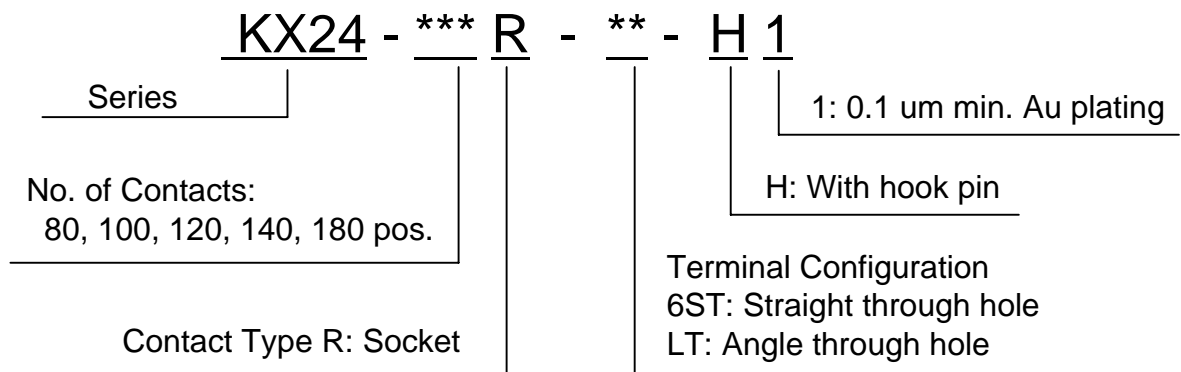 KX24 - *** R - ** - H 1
Series
1: 0.1 um min. Au plating
No. of Contacts:
80, 100, 120, 140, 180 pos.
H: With hook pin
Terminal Configuration
6ST: Straight through hole
LT: Angle through hole
Contact Type R: Socket